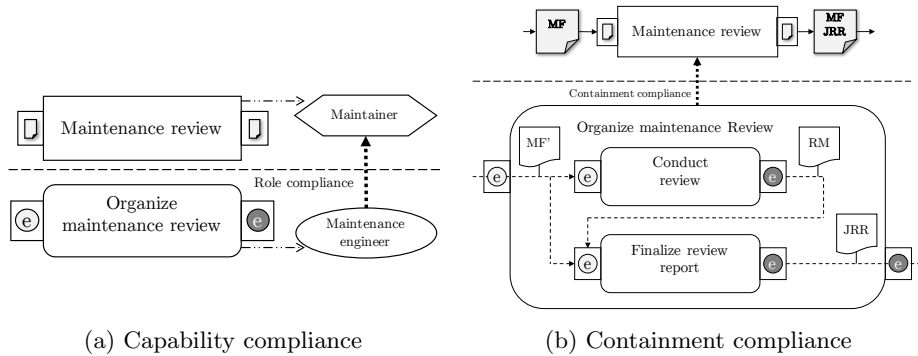 Maintenance review
Maintainer
Role compliance
Organize
maintenance review
e
e
Maintenance
engineer
(a) Capability compliance
MF
Maintenance review
MF
JRR
Containment compliance
Organize maintenance Review
MF'
RM
e
e
Conduct
review
e
JRR
e
Finalize review
report
e
e
(b) Containment compliance